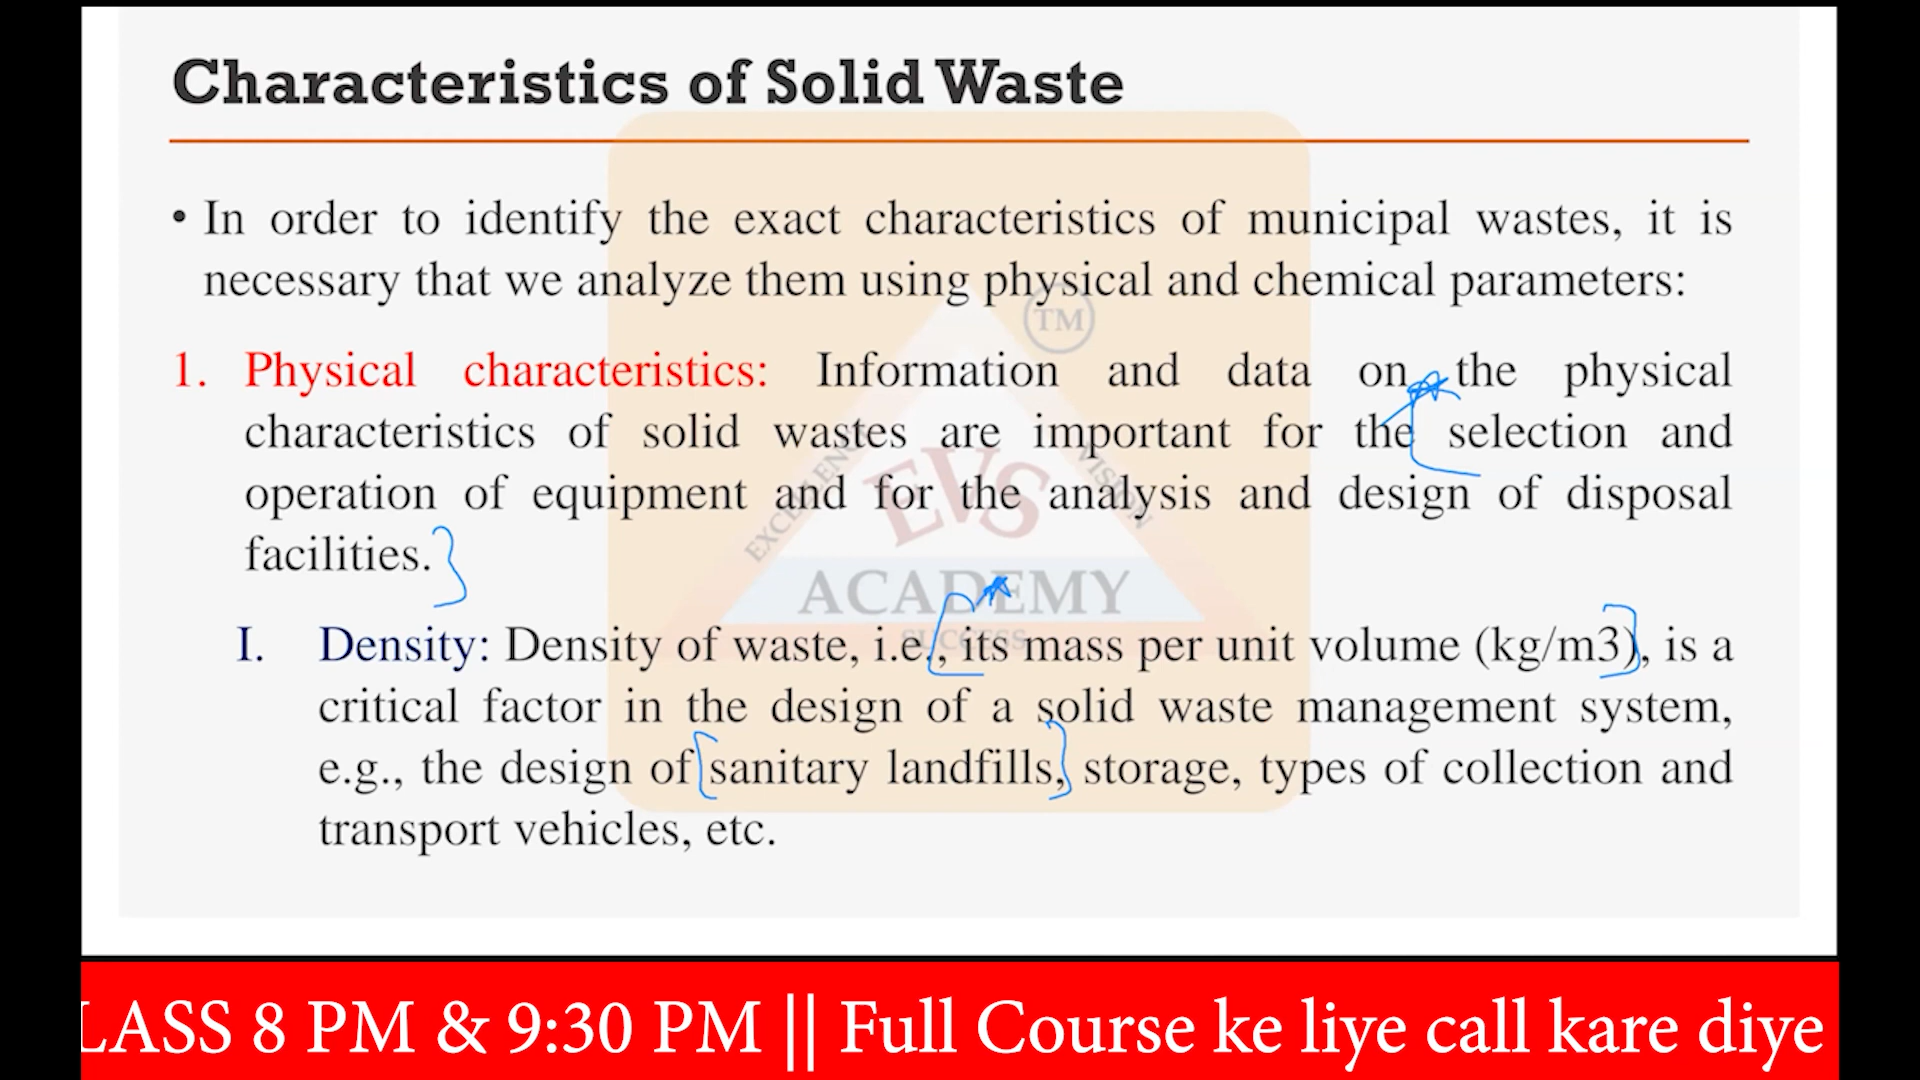 Characteristics of Solid Waste
• In order to identify the exact characteristics of municipal wastes, it is
necessary that we analyze them using physical and chemical parameters:
TM
1. Physical characteristics: Information and data on the physical
characteristics of solid wastes are important for the selection and
operation of equipment and for the analysis and design of disposal
facilities.
EXCELLENCE
EVS
VISION
ACADEMY
SUCCESS
I. Density: Density of waste, i.e., its mass per unit volume (kg/m3), is a
critical factor in the design of a solid waste management system,
e.g., the design of sanitary landfills, storage, types of collection and
transport vehicles, etc.
LASS 8 PM & 9:30 PM || Full Course ke liye call kare diye